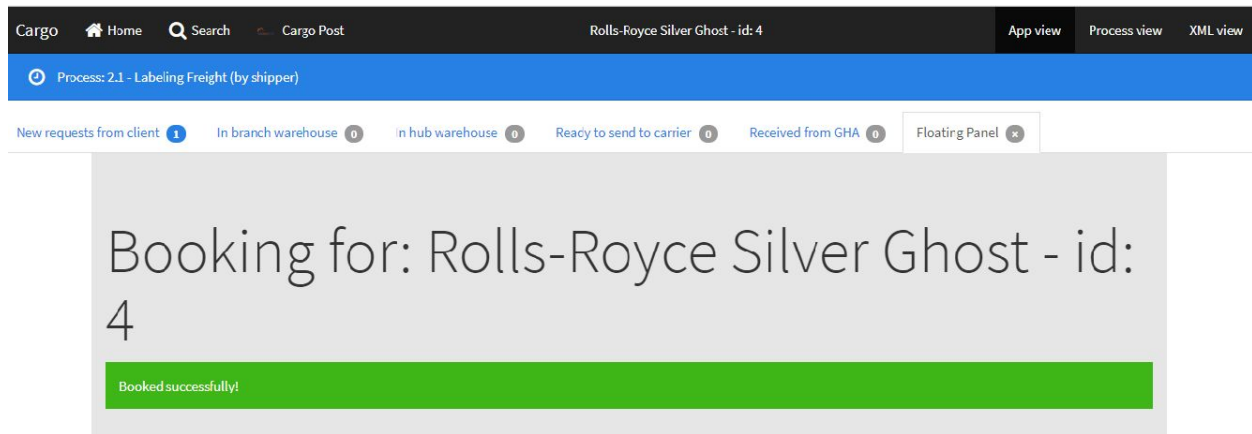 Cargo Home Search Cargo Post Rolls-Royce Silver Ghost - id: 4 App view Process view XML view
Process: 2.1 - Labeling Freight (by shipper)
New requests from client 1 In branch warehouse 0 In hub warehouse 0 Ready to send to carrier 0 Received from GHA 0 Floating Panel x
Booking for: Rolls-Royce Silver Ghost - id:
4
Booked successfully!